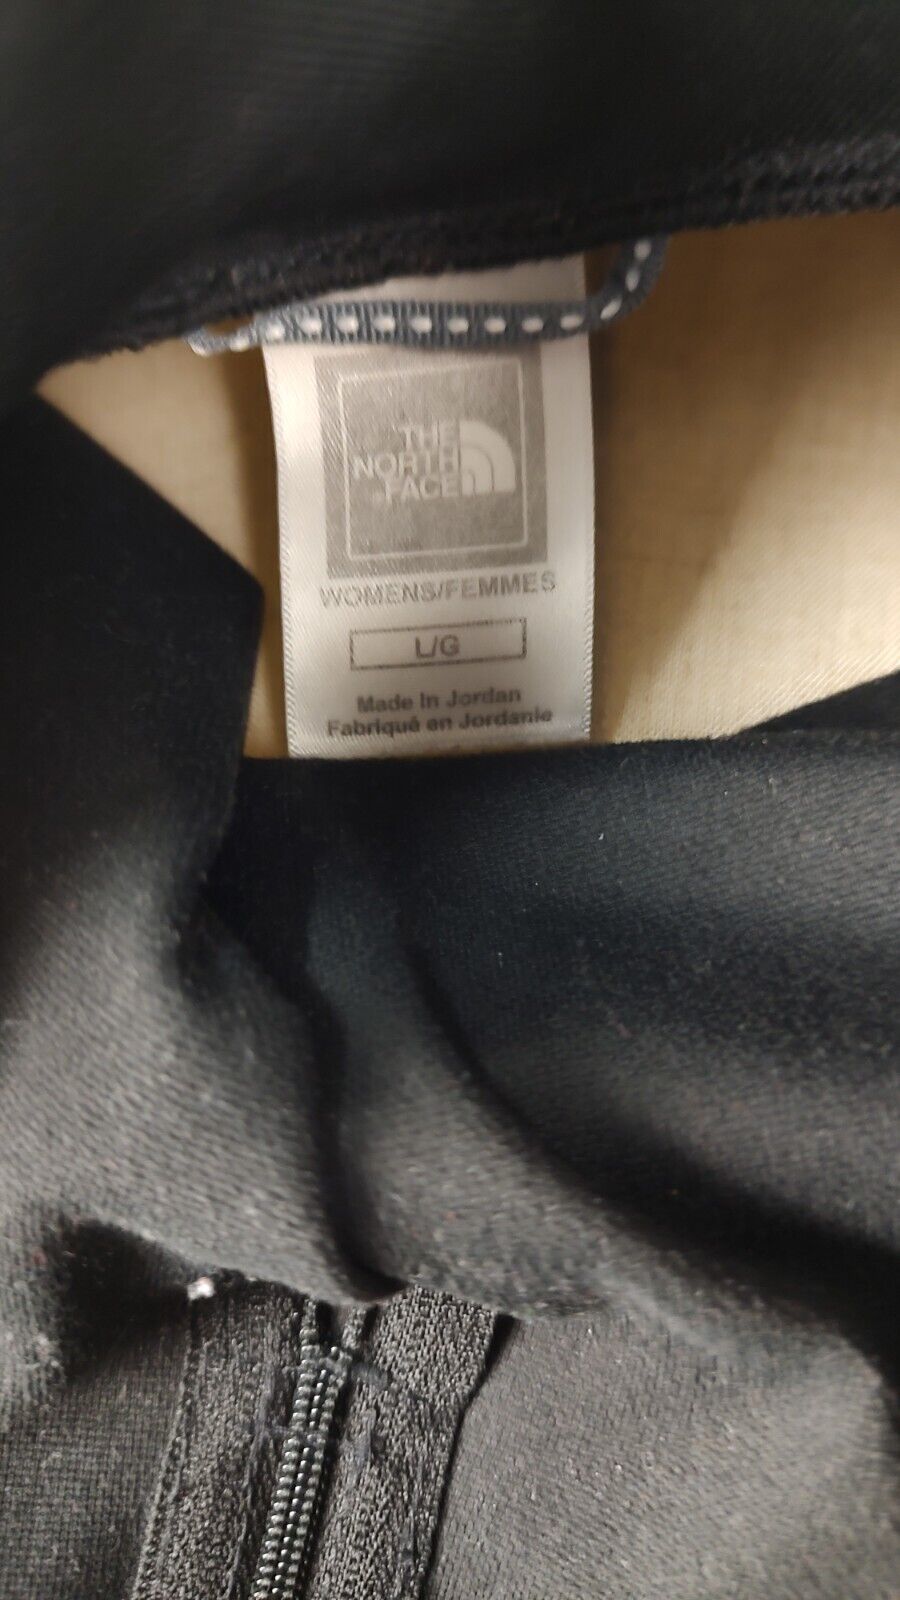 THE
NORTH
FACE
WOMENS/FEMMES
L/G
Made In Jordan
Fabriqué en Jordanie